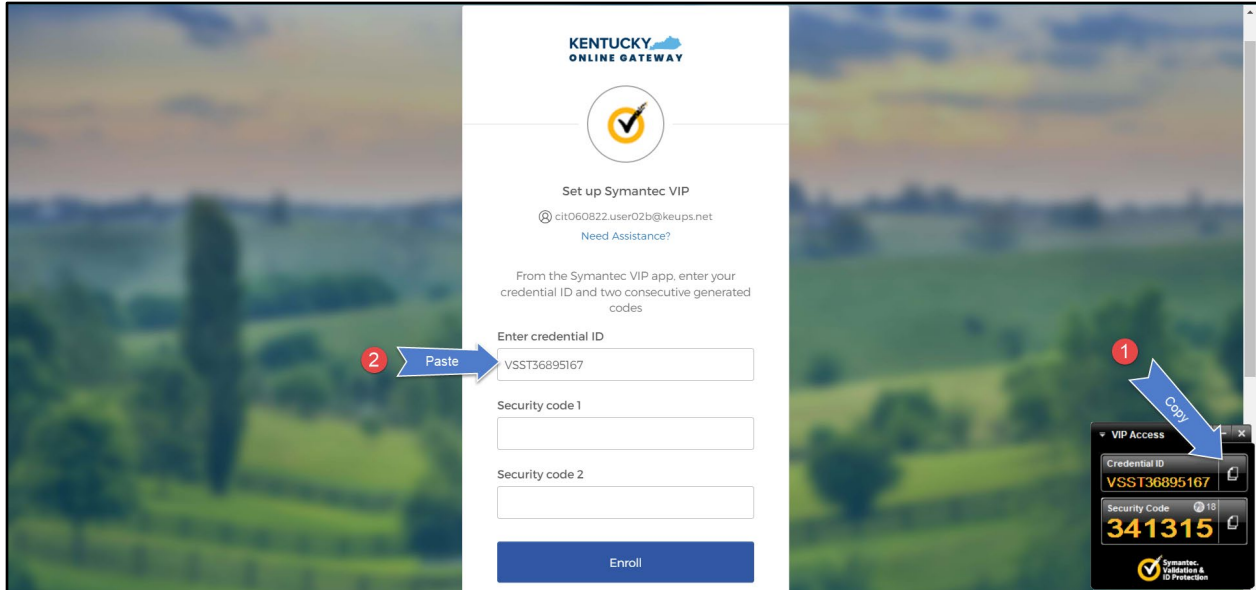 KENTUCKY
ONLINE GATEWAY
Set up Symantec VIP
cit060822.user02b@keups.net
Need Assistance?
From the Symantec VIP app, enter your
credential ID and two consecutive generated
codes
Enter credential ID
2 Paste
VSST36895167
Security code 1
Security code 2
Enroll
1
Copy
VIP Access
Credential ID
VSST36895167
Security Code 18
341315
Symantec.
Validation &
ID Protection